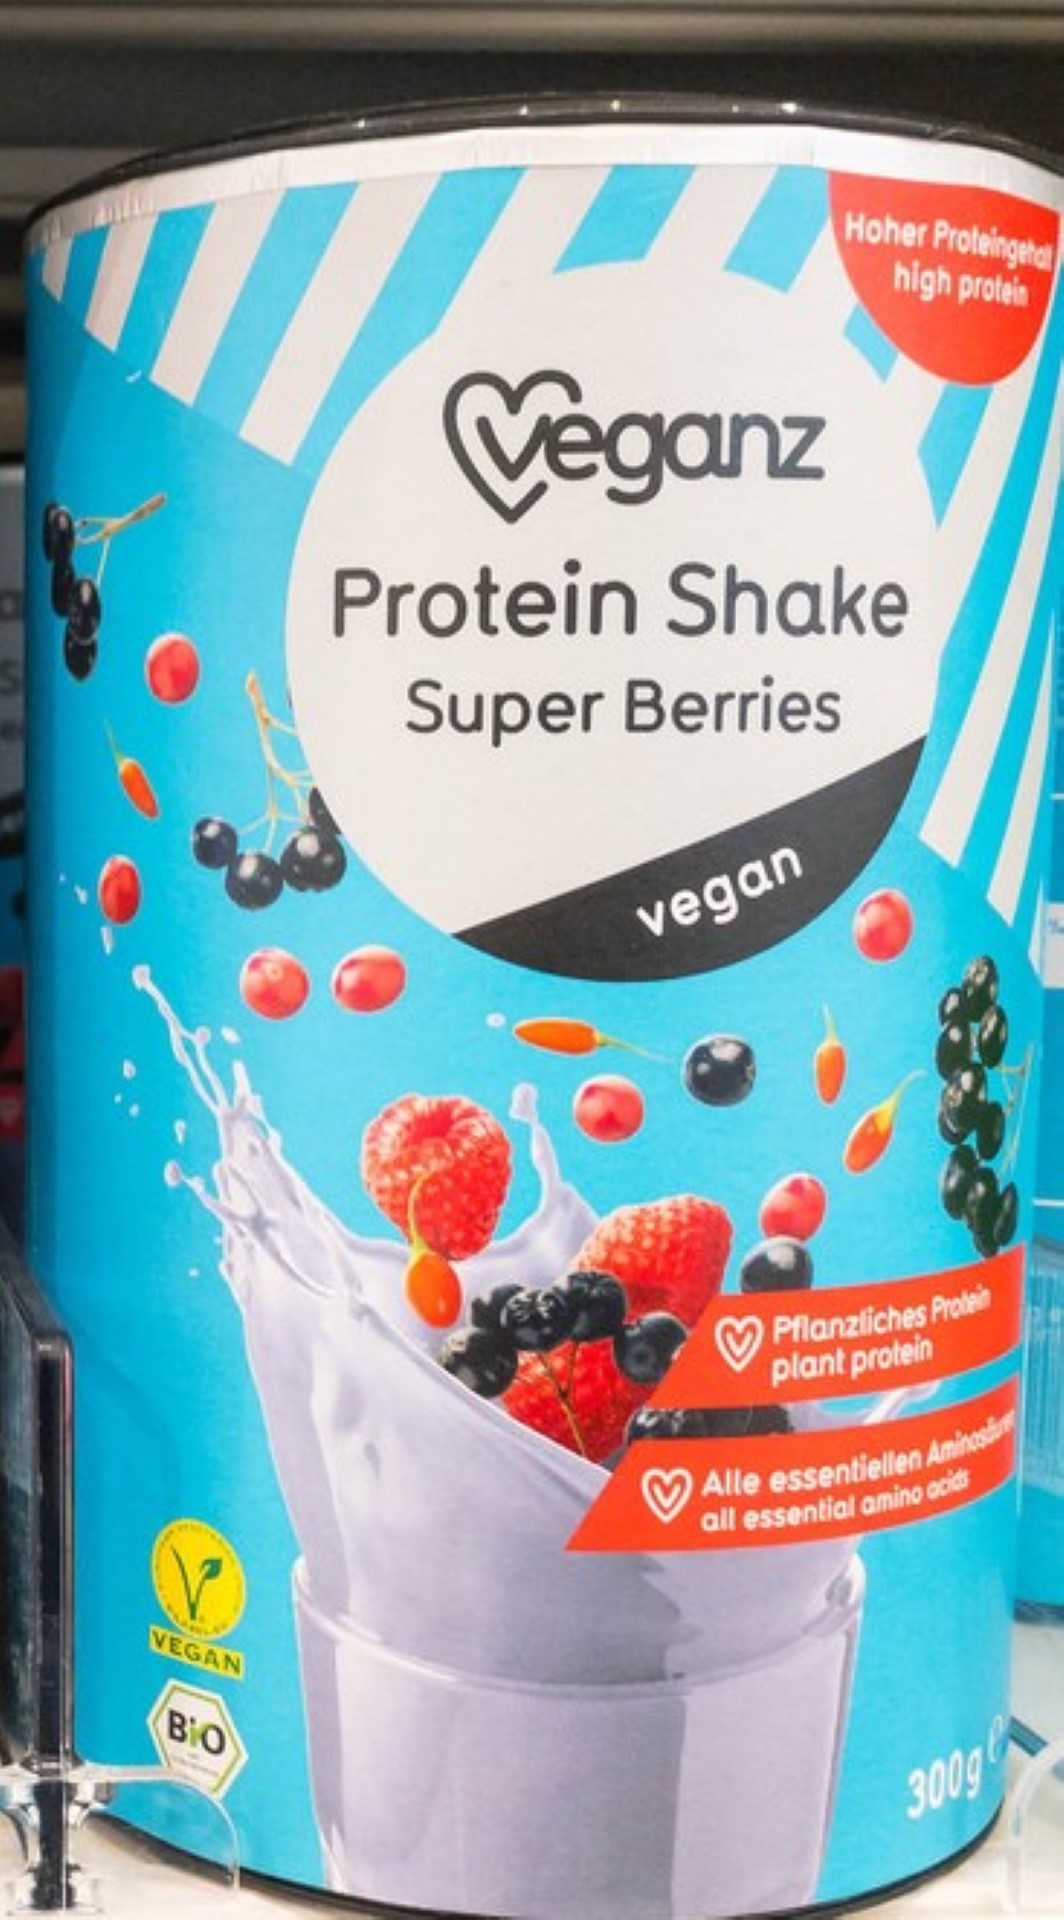 Hoher Proteingehalt
high protein
veganz
Protein Shake
Super Berries
vegan
Pflanzliches Protein
plant protein
Alle essentiellen Aminosäuren
all essential amino acids
VEGAN
BiO
300g e